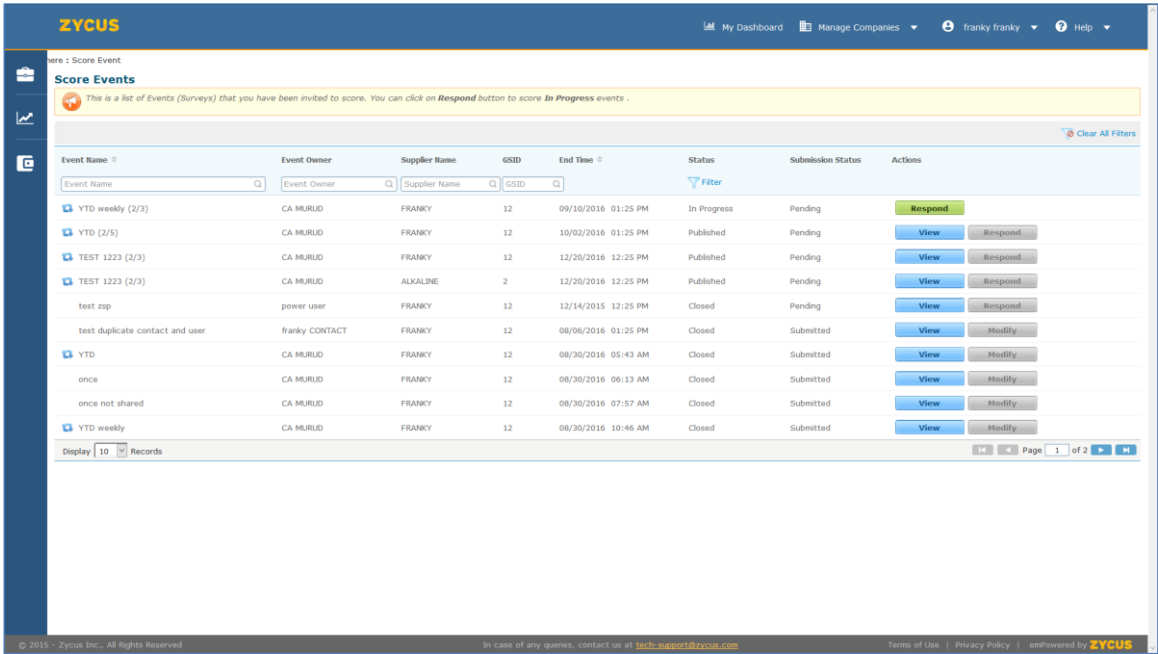 ZYCUS
My Dashboard Manage Companies franky franky Help
here : Score Event
Score Events
This is a list of Events (Surveys) that you have been invited to score. You can click on Respond button to score In Progress events .
Clear All Filters
Event Name Event Owner Supplier Name GSID End Time Status Submission Status Actions
Event Name Event Owner Supplier Name GSID Filter
YTD weekly (2/3) CA MURUD FRANKY 12 09/10/2016 01:25 PM In Progress Pending Respond
YTD (2/5) CA MURUD FRANKY 12 10/02/2016 01:25 PM Published Pending View Respond
TEST 1223 (2/3) CA MURUD FRANKY 12 12/20/2016 12:25 PM Published Pending View Respond
TEST 1223 (2/3) CA MURUD ALKALINE 2 12/20/2016 12:25 PM Published Pending View Respond
test zsp power user FRANKY 12 12/14/2015 12:25 PM Closed Pending View Respond
test duplicate contact and user franky CONTACT FRANKY 12 08/06/2016 01:25 PM Closed Submitted View Modify
YTD CA MURUD FRANKY 12 08/30/2016 05:43 AM Closed Submitted View Modify
once CA MURUD FRANKY 12 08/30/2016 06:13 AM Closed Submitted View Modify
once not shared CA MURUD FRANKY 12 08/30/2016 07:57 AM Closed Submitted View Modify
YTD weekly CA MURUD FRANKY 12 08/30/2016 10:46 AM Closed Submitted View Modify
Display 10 Records Page 1 of 2
© 2015 - Zycus Inc., All Rights Reserved In case of any queries, contact us at tech-support@zycus.com Terms of Use | Privacy Policy | emPowered by ZYCUS